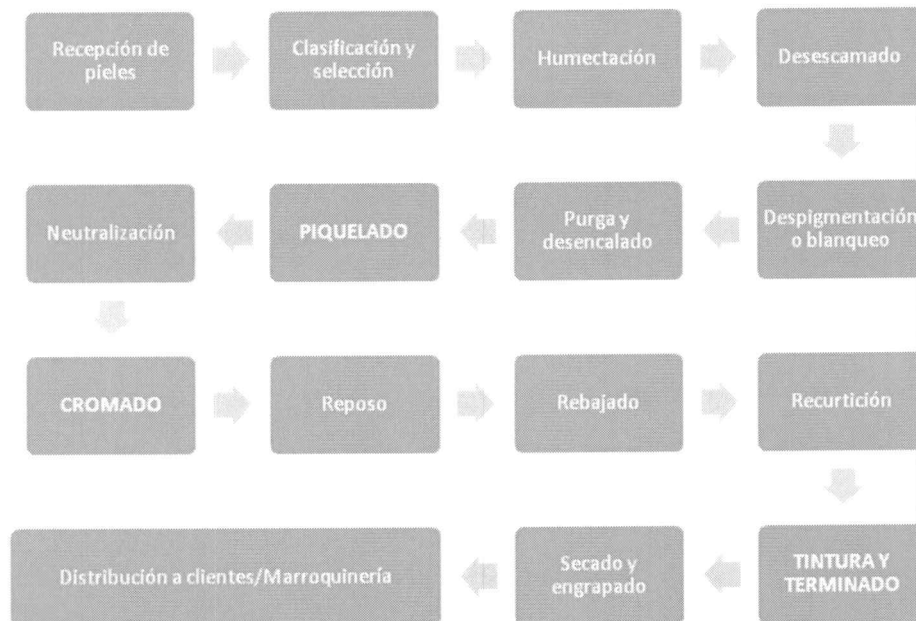 Recepción de
pieles
Clasificación y
selección
Humectación
Desescamado
Neutralización
PIQUELADO
Purga y
desencalado
Despigmentación
o blanqueo
CROMADO
Reposo
Rebajado
Recurtición
Distribución a clientes/Marroquinería
Secado y
engrapado
TINTURA Y
TERMINADO